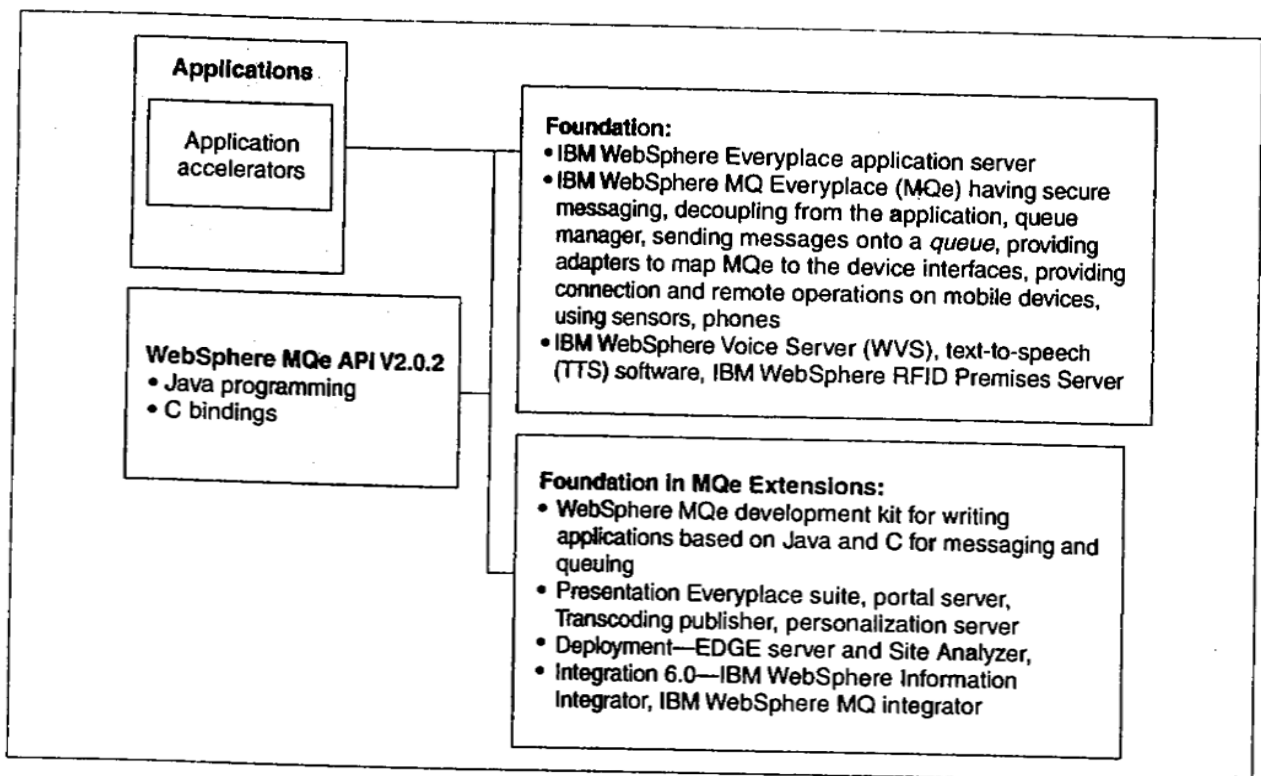 Applications
Application
accelerators
WebSphere MQe API V2.0.2
• Java programming
• C bindings
Foundation:
• IBM WebSphere Everyplace application server
• IBM WebSphere MQ Everyplace (MQe) having secure
messaging, decoupling from the application, queue
manager, sending messages onto a queue, providing
adapters to map MQe to the device interfaces, providing
connection and remote operations on mobile devices,
using sensors, phones
• IBM WebSphere Voice Server (WVS), text-to-speech
(TTS) software, IBM WebSphere RFID Premises Server
Foundation in MQe Extensions:
• WebSphere MQe development kit for writing
applications based on Java and C for messaging and
queuing
• Presentation Everyplace suite, portal server,
Transcoding publisher, personalization server
• Deployment—EDGE server and Site Analyzer,
• Integration 6.0—IBM WebSphere Information
Integrator, IBM WebSphere MQ integrator